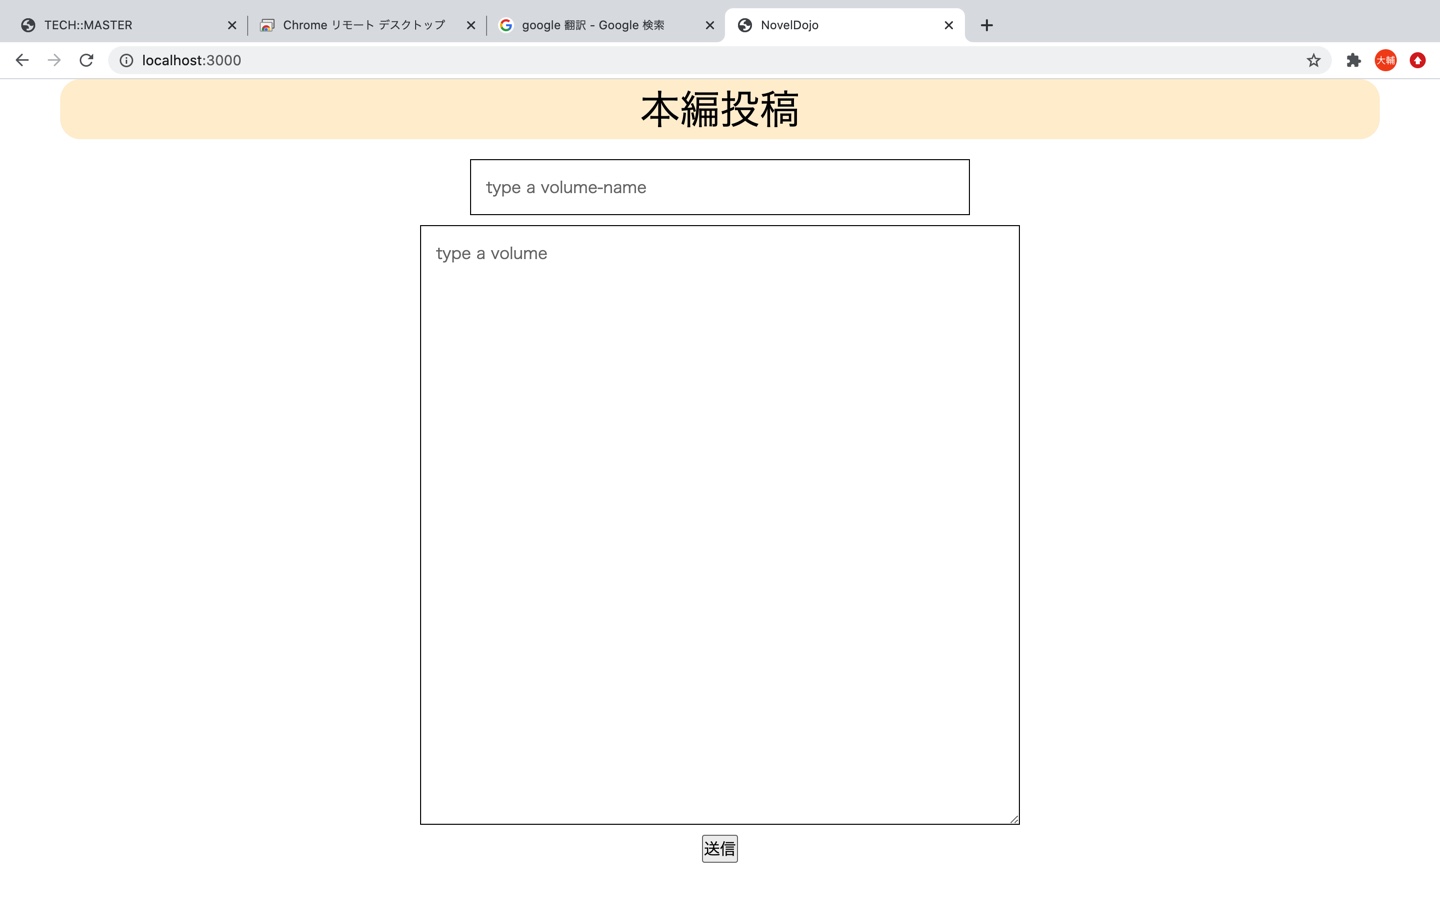 TECH::MASTER
Chrome リモート デスクトップ
google 翻訳 - Google 検索
NovelDojo
localhost:3000
大輔
本編投稿
type a volume-name
type a volume
送信